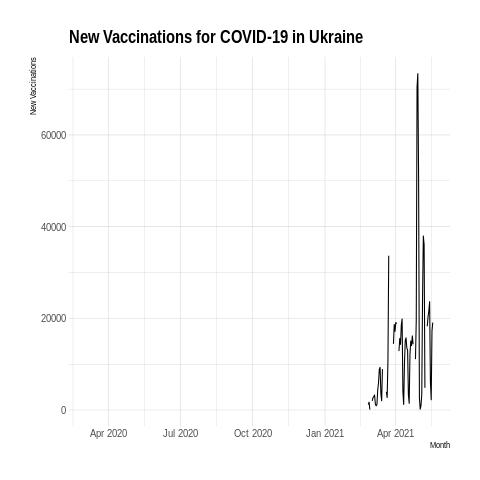 New Vaccinations for COVID-19 in Ukraine
New Vaccinations
60000
40000
20000
0
Apr 2020 Jul 2020 Oct 2020 Jan 2021 Apr 2021
Month